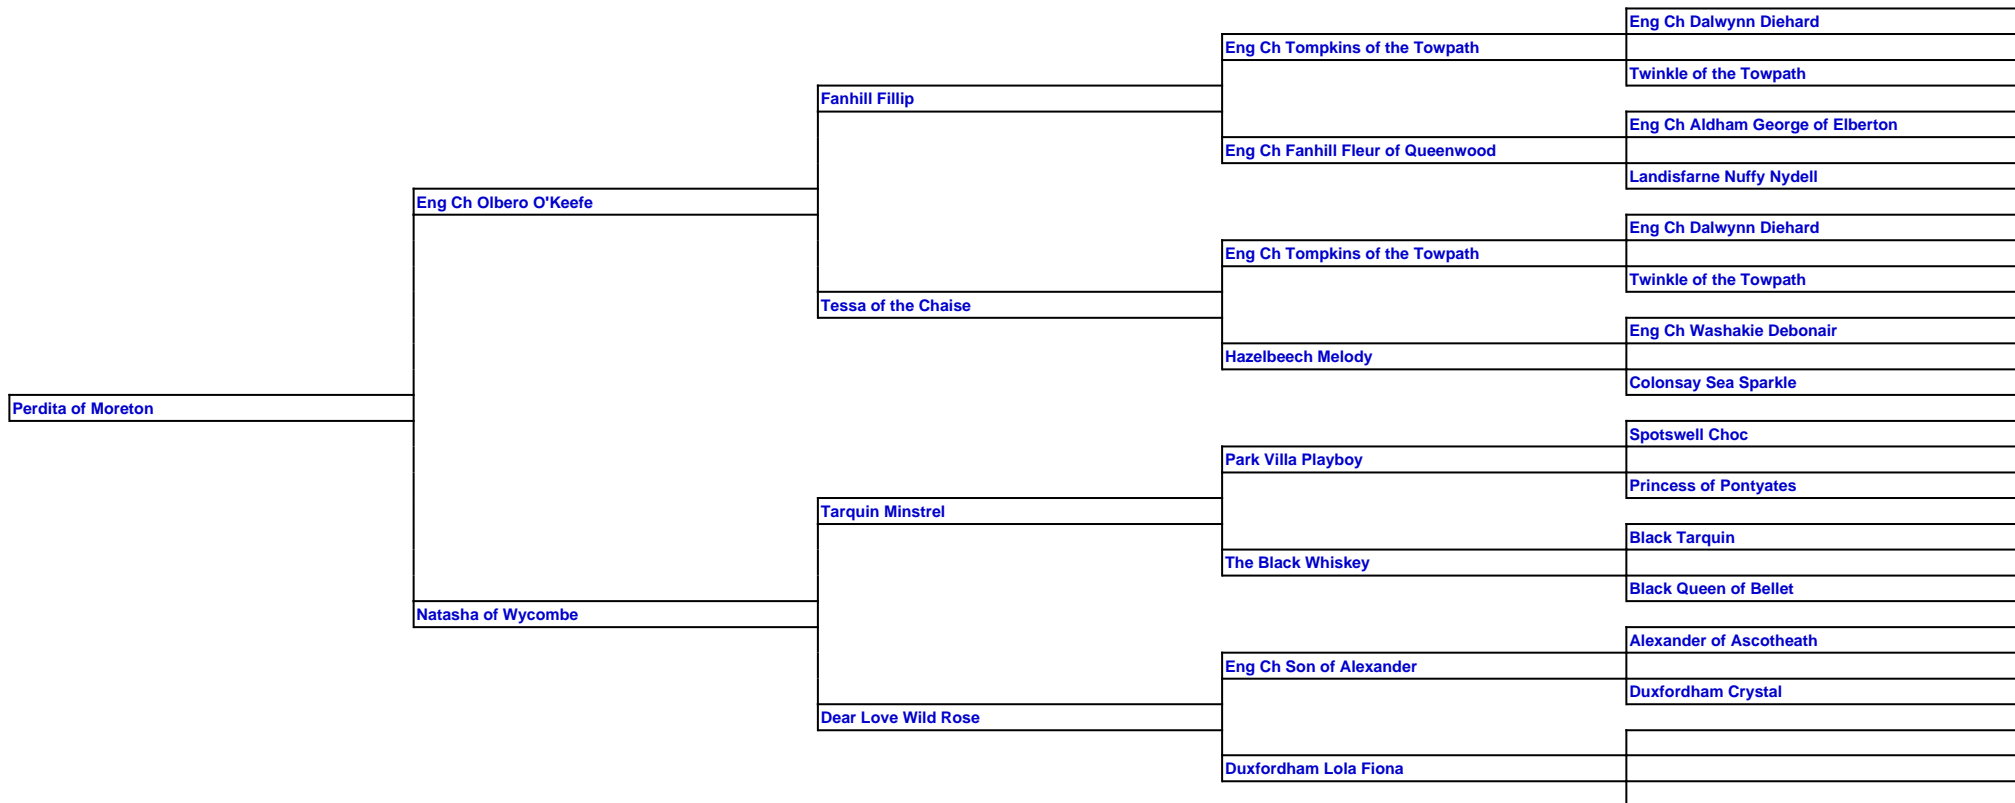 Eng Ch Dalwynn Diehard
Eng Ch Tompkins of the Towpath
Twinkle of the Towpath
Fanhill Fillip
Eng Ch Aldham George of Elberton
Eng Ch Fanhill Fleur of Queenwood
Landisfarne Nuffy Nydell
Eng Ch Olbero O'Keefe
Eng Ch Dalwynn Diehard
Eng Ch Tompkins of the Towpath
Twinkle of the Towpath
Tessa of the Chaise
Eng Ch Washakie Debonair
Hazelbeech Melody
Colonsay Sea Sparkle
Perdita of Moreton
Spotswell Choc
Park Villa Playboy
Princess of Pontyates
Tarquin Minstrel
Black Tarquin
The Black Whiskey
Black Queen of Bellet
Natasha of Wycombe
Alexander of Ascotheath
Eng Ch Son of Alexander
Duxfordham Crystal
Dear Love Wild Rose
Duxfordham Lola Fiona